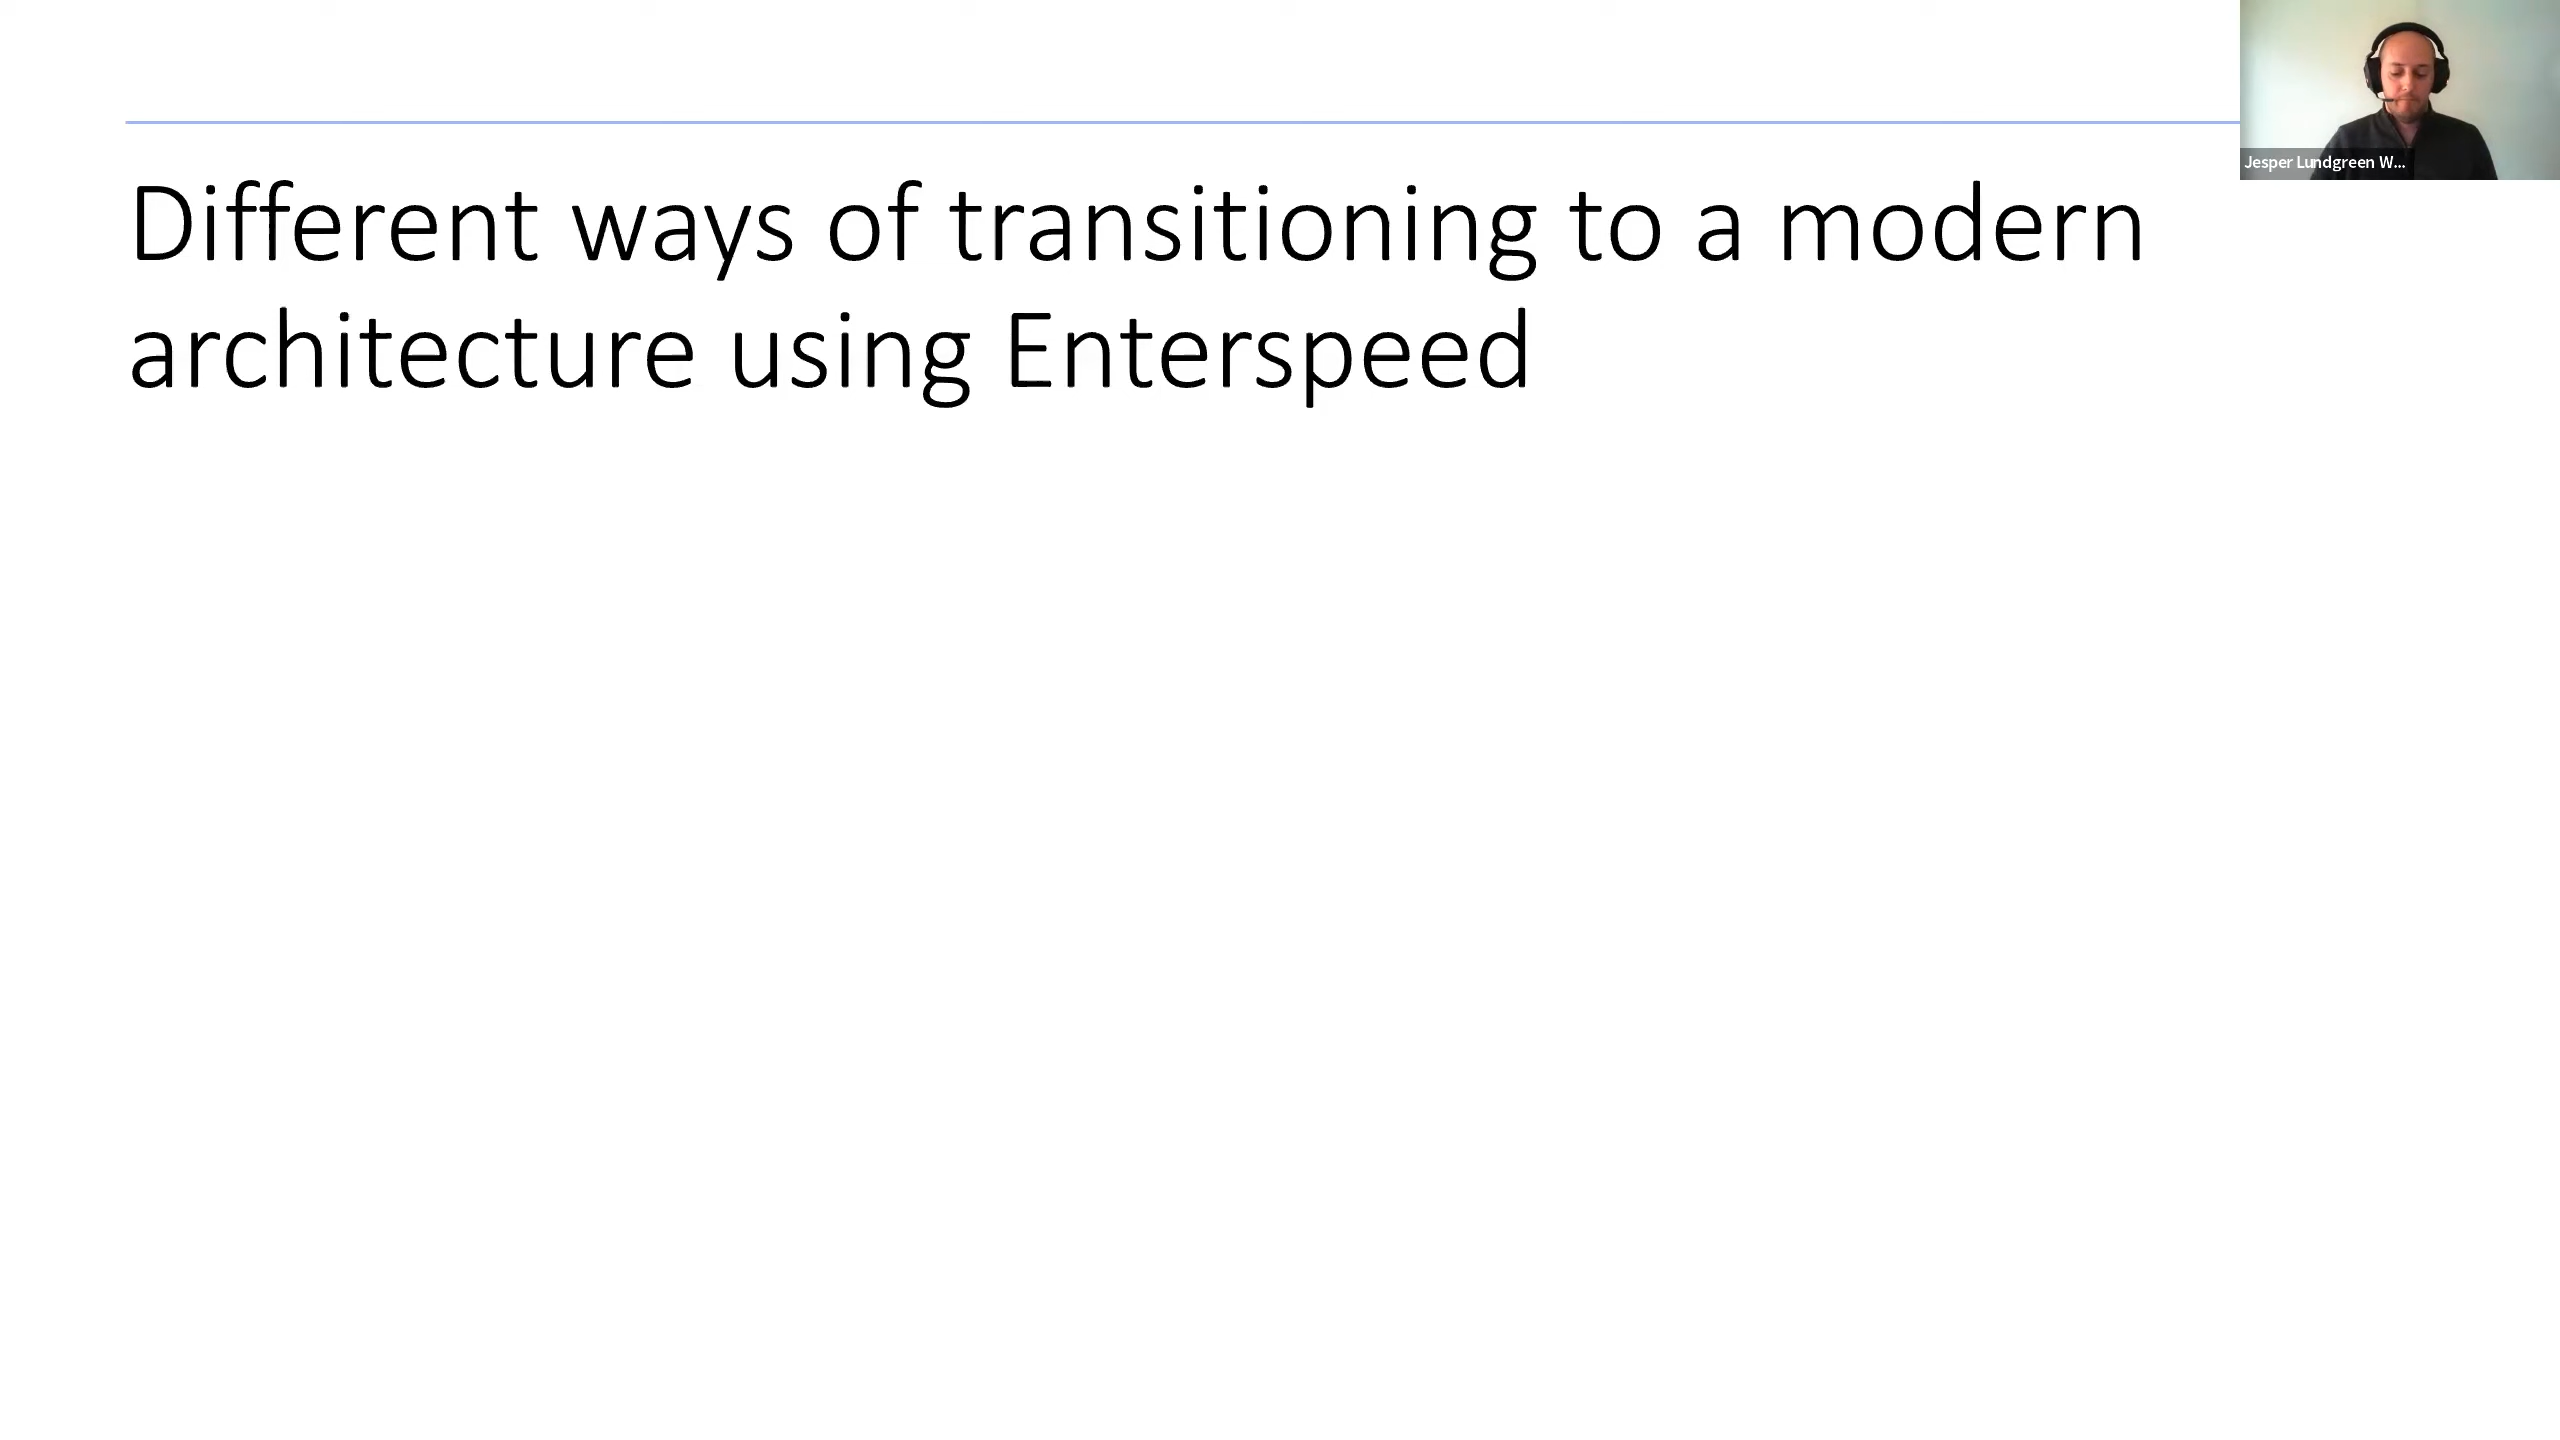 Different ways of transitioning to a modern
architecture using Enterspeed
Jesper Lundgreen W...